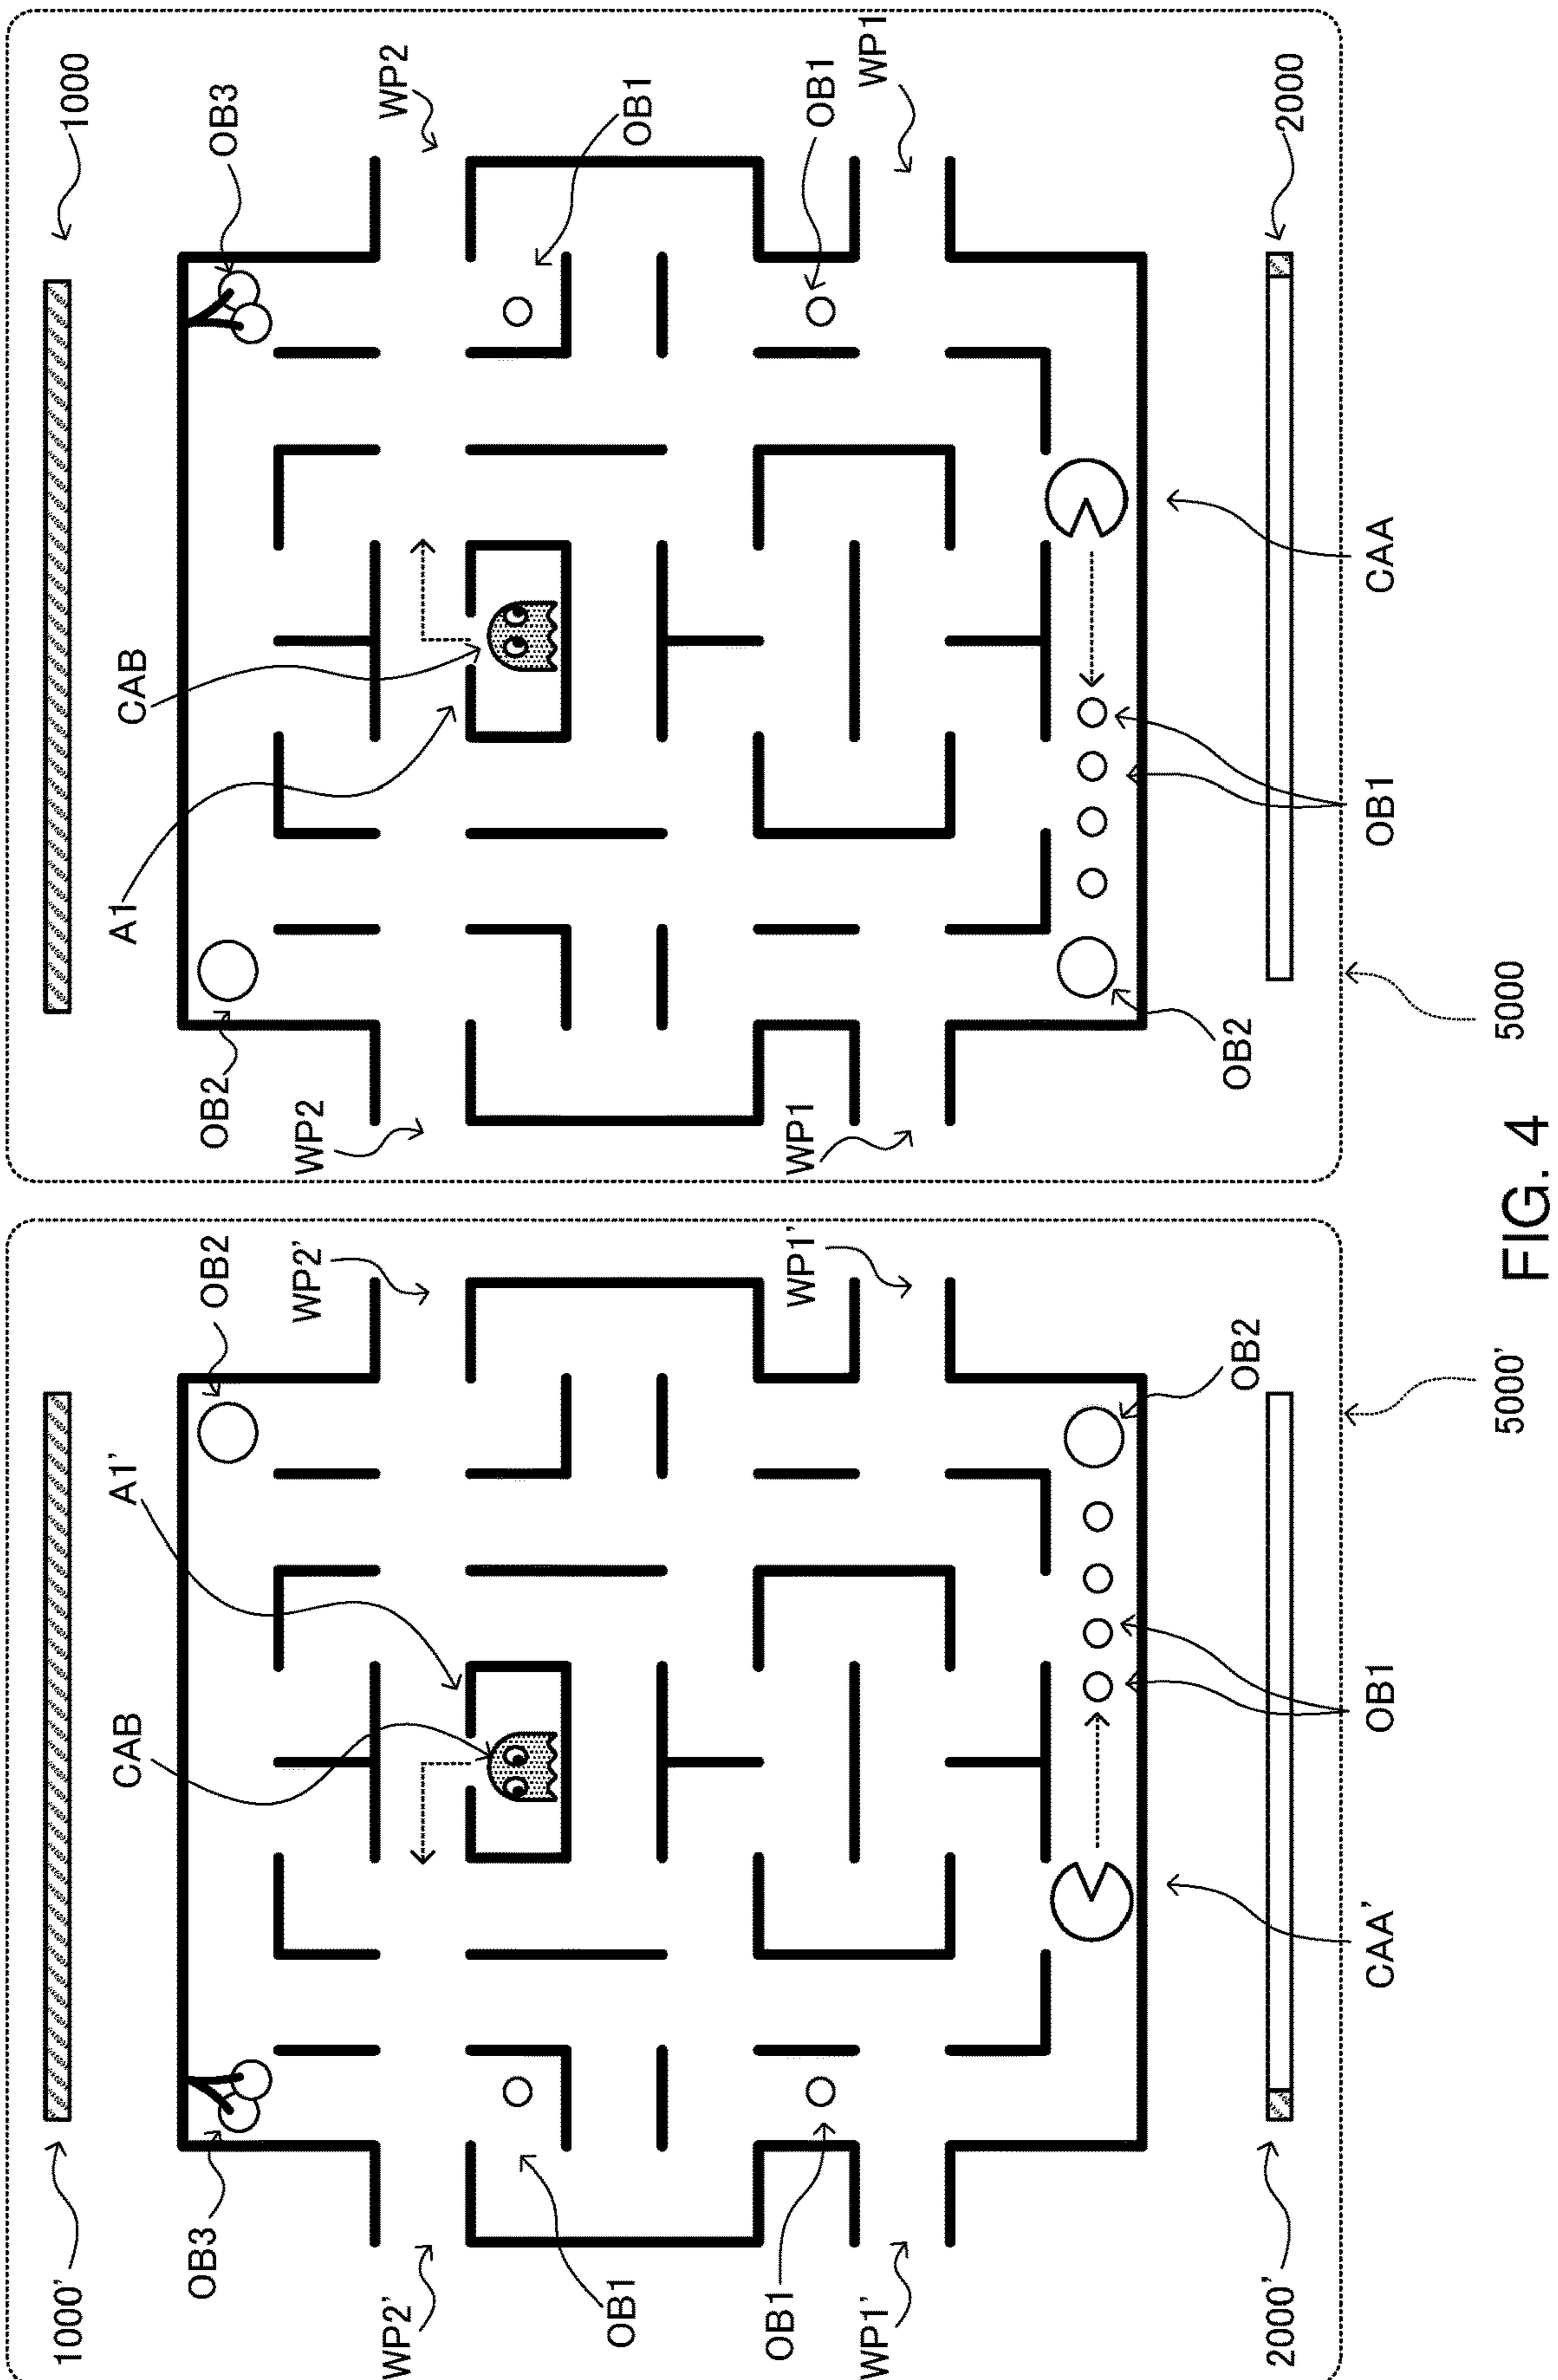 1000'
CAB
A1'
OB3
OB2
WP2'
WP2'
OB1
OB1
WP1'
WP1'
OB2
2000'
CAA'
OB1
5000'
1000
A1
CAB
OB2
OB3
WP2
WP2
OB1
WP1
OB1
WP1
OB2
2000
OB1
CAA
5000
FIG. 4